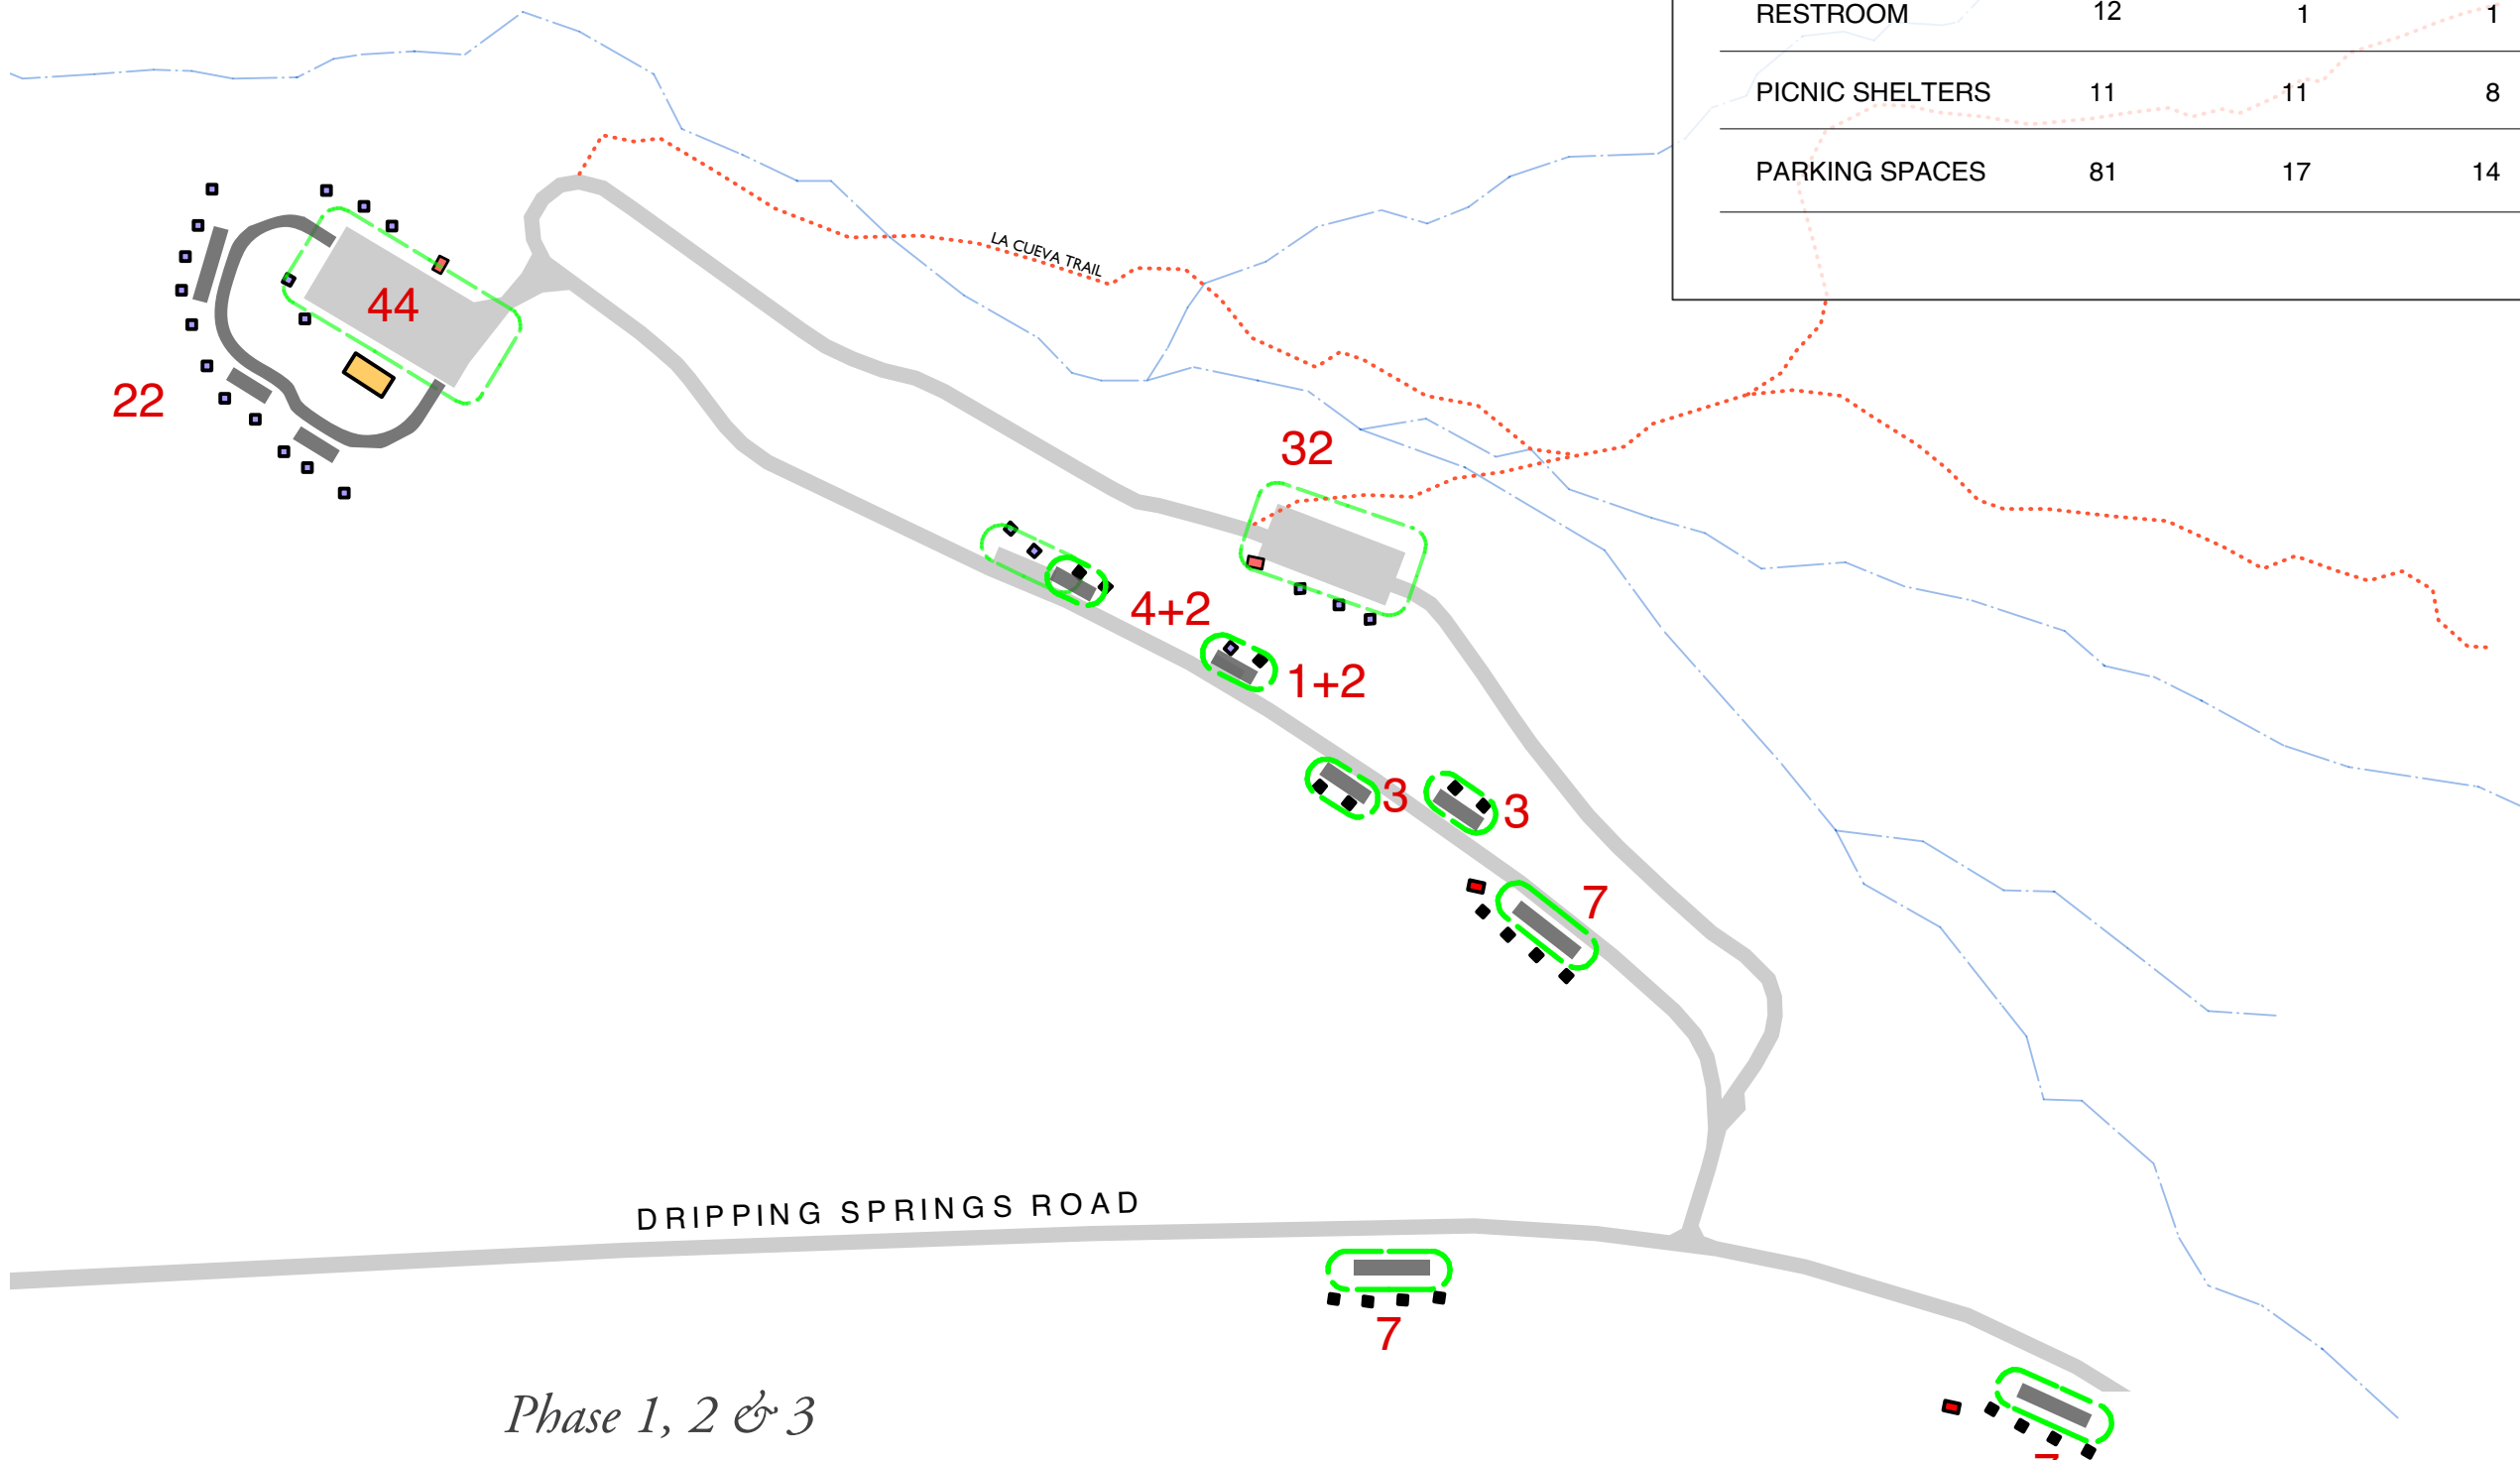 RESTROOM 12 1 1
PICNIC SHELTERS 11 11 8
PARKING SPACES 81 17 14
LA CUEVA TRAIL
44
22
32
4+2
1+2
3
3
7
DRIPPING SPRINGS ROAD
7
Phase 1, 2 & 3